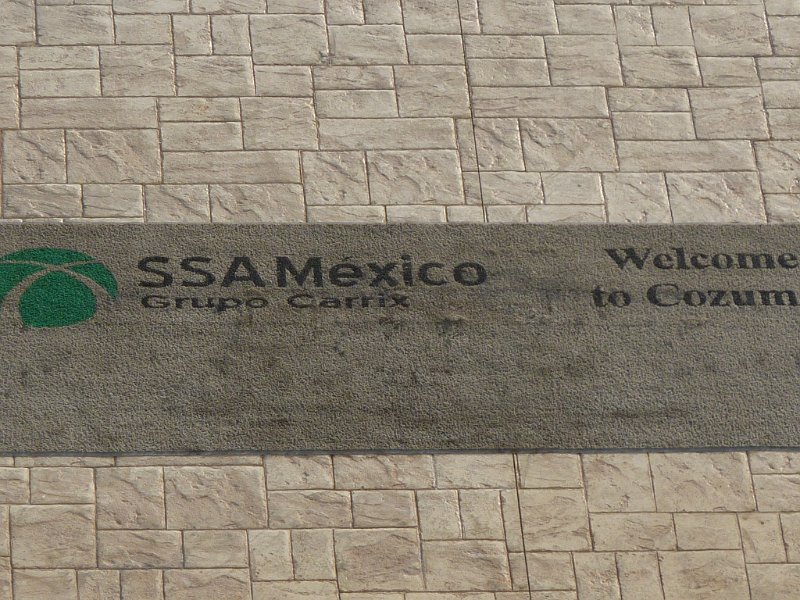 SSA México
Grupo Carrix
Welcome
to Cozum